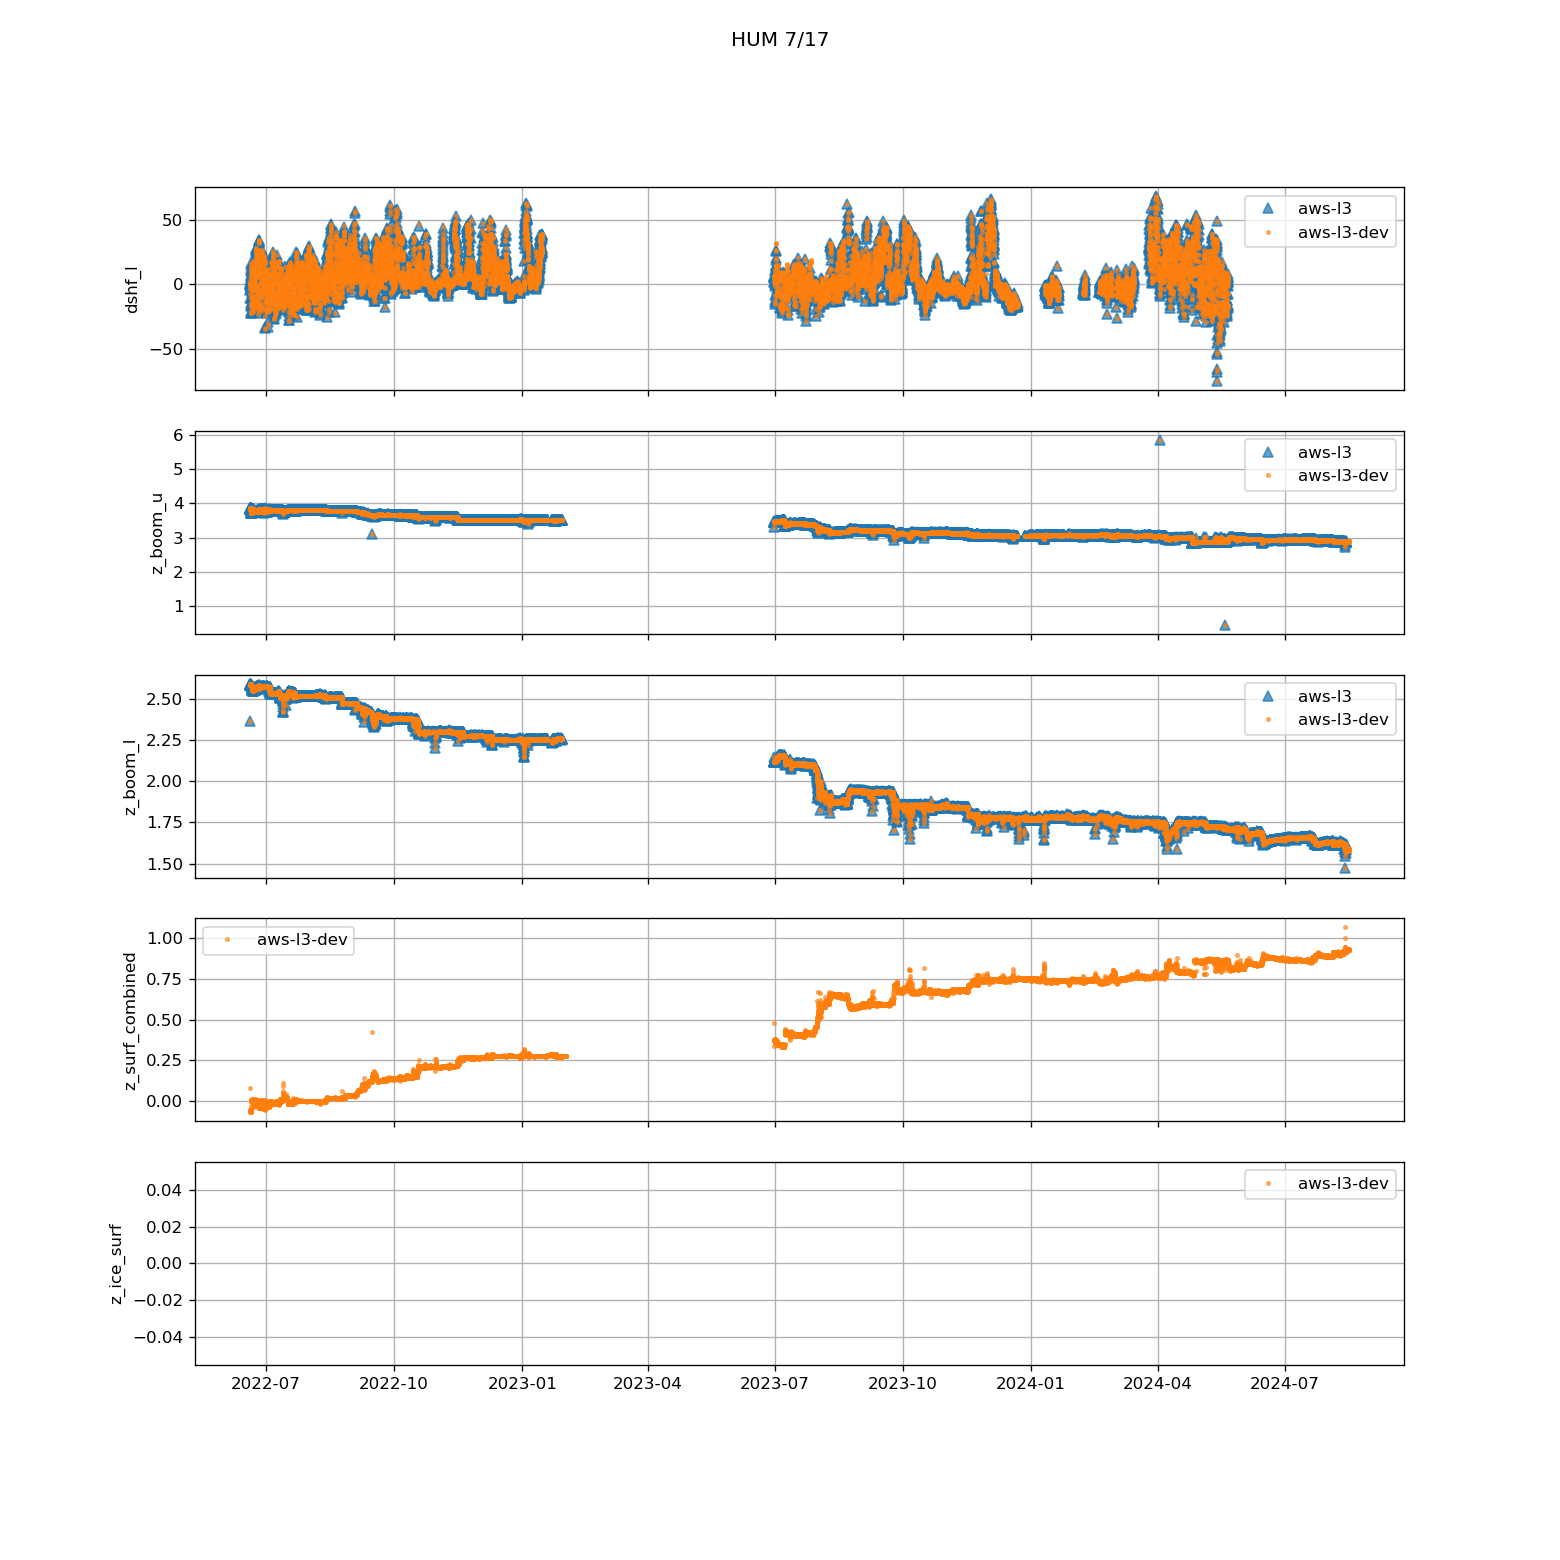 HUM 7/17
dshf_l
50
0
−50
aws-l3
aws-l3-dev
z_boom_u
6
5
4
3
2
1
aws-l3
aws-l3-dev
z_boom_l
2.50
2.25
2.00
1.75
1.50
aws-l3
aws-l3-dev
z_surf_combined
1.00
0.75
0.50
0.25
0.00
aws-l3-dev
z_ice_surf
0.04
0.02
0.00
−0.02
−0.04
aws-l3-dev
2022-07 2022-10 2023-01 2023-04 2023-07 2023-10 2024-01 2024-04 2024-07